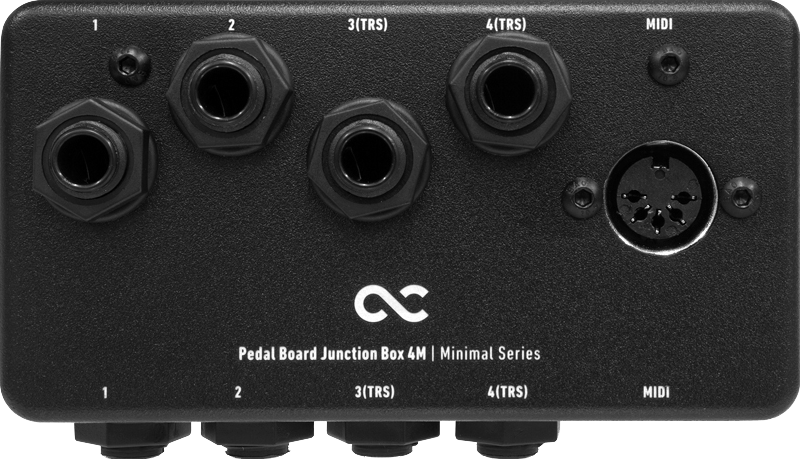 1 2 3(TRS) 4(TRS) MIDI
Pedal Board Junction Box 4M | Minimal Series
1 2 3(TRS) 4(TRS) MIDI